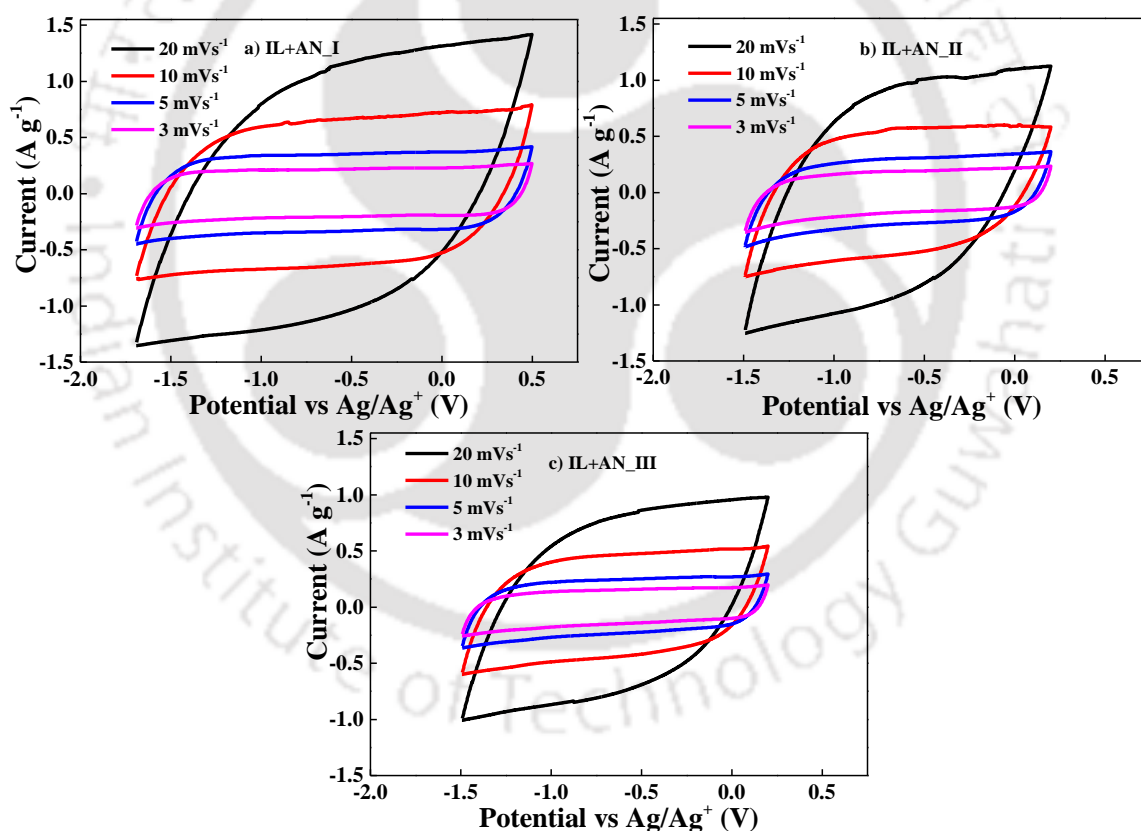 a) IL+AN_I
20 mVs⁻¹
10 mVs⁻¹
5 mVs⁻¹
3 mVs⁻¹
1.5
1.0
0.5
0.0
-0.5
-1.0
-1.5
Current (A g⁻¹)
-2.0 -1.5 -1.0 -0.5 0.0 0.5
Potential vs Ag/Ag⁺ (V)
b) IL+AN_II
20 mVs⁻¹
10 mVs⁻¹
5 mVs⁻¹
3 mVs⁻¹
1.5
1.0
0.5
0.0
-0.5
-1.0
-1.5
Current (A g⁻¹)
-2.0 -1.5 -1.0 -0.5 0.0 0.5
Potential vs Ag/Ag⁺ (V)
c) IL+AN_III
20 mVs⁻¹
10 mVs⁻¹
5 mVs⁻¹
3 mVs⁻¹
1.5
1.0
0.5
0.0
-0.5
-1.0
-1.5
Current (A g⁻¹)
-2.0 -1.5 -1.0 -0.5 0.0 0.5
Potential vs Ag/Ag⁺ (V)
Indian Institute of Technology Guwahati